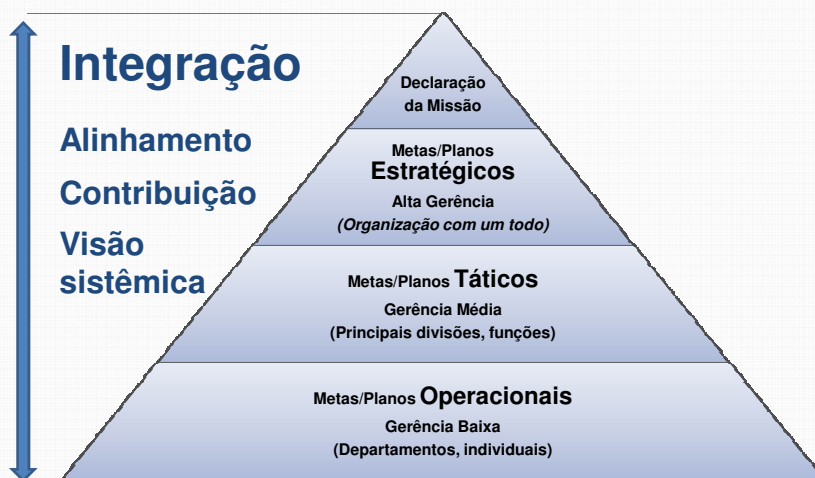 Integração
Alinhamento
Contribuição
Visão
sistêmica
Declaração
da Missão
Metas/Planos
Estratégicos
Alta Gerência
(Organização com um todo)
Metas/Planos Táticos
Gerência Média
(Principais divisões, funções)
Metas/Planos Operacionais
Gerência Baixa
(Departamentos, individuais)